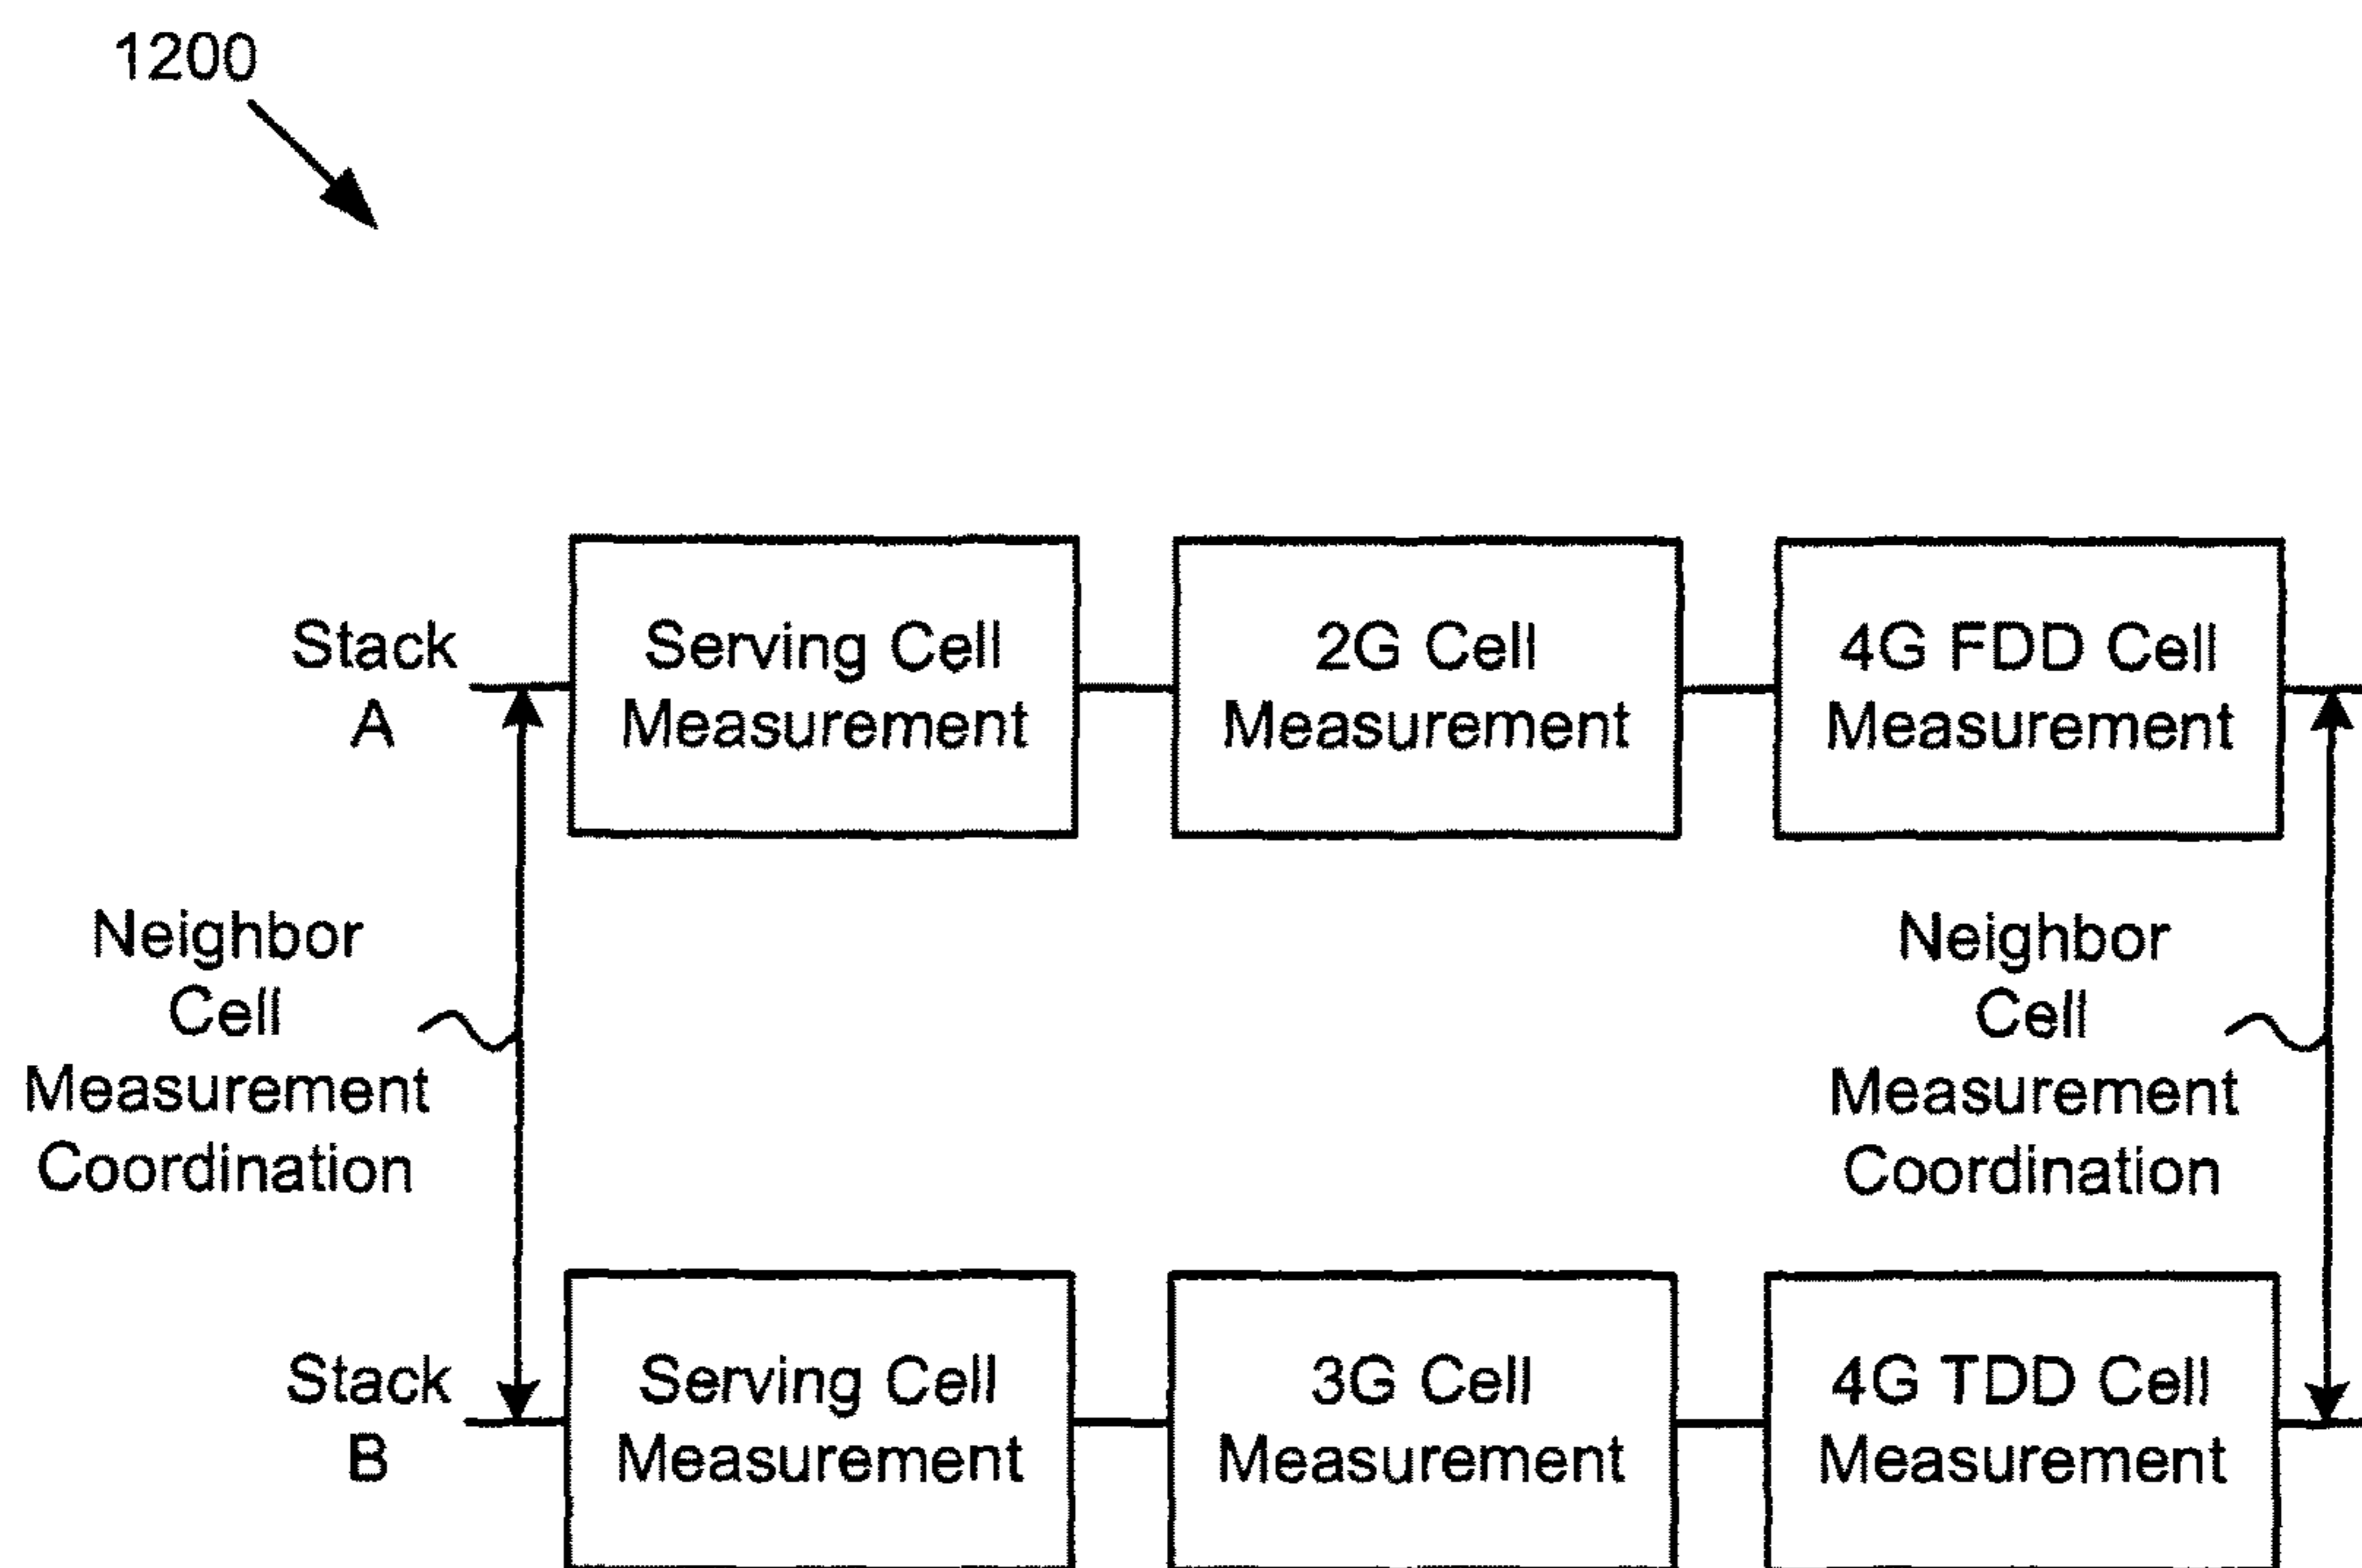 1200
Stack
A
Serving Cell
Measurement
2G Cell
Measurement
4G FDD Cell
Measurement
Neighbor
Cell
Measurement
Coordination
Neighbor
Cell
Measurement
Coordination
Stack
B
Serving Cell
Measurement
3G Cell
Measurement
4G TDD Cell
Measurement